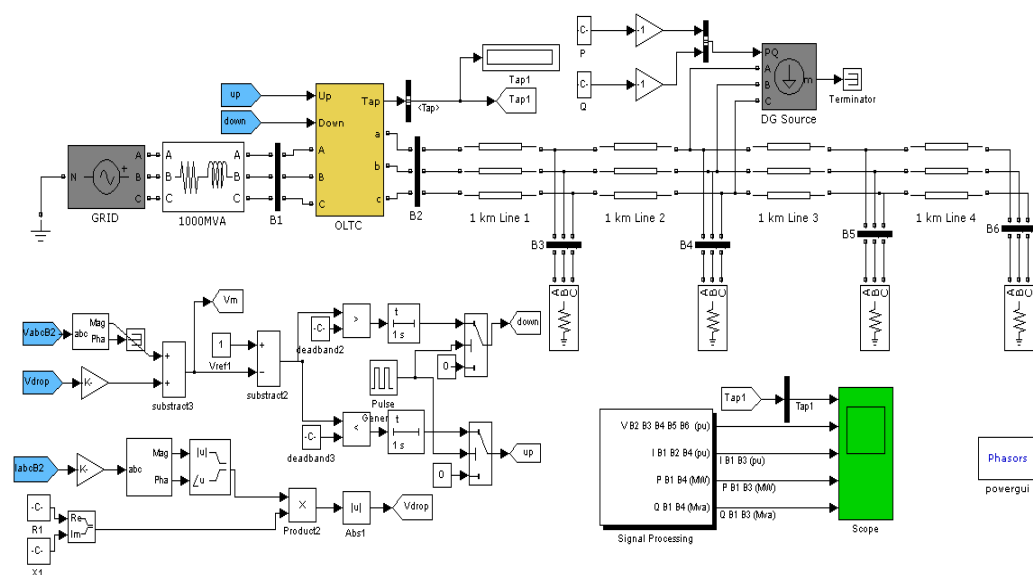 -C-
P
-1
-C-
Q
-1
PQ
A
B
C
m
DG Source
Terminator
Tap1
Tap1
<Tap>
up
down
Up
Down
Tap
A
B
C
a
b
c
OLTC
N
A
B
C
GRID
A A
B B
C C
1000MVA
B1
B2
1 km Line 1
1 km Line 2
1 km Line 3
1 km Line 4
B3
B4
B5
B6
A B C
A B C
A B C
A B C
VabcB2
abc
Mag
Pha
Vm
Vdrop
K-
+
+
substract3
1
Vref1
+
-
substract2
-C-
deadband2
>
t
1 s
0
down
Pulse
Gener
-C-
deadband3
<
t
1 s
0
up
IabcB2
K-
abc
Mag
Pha
|u|
∠u
-C-
R1
-C-
X1
Re
Im
×
Product2
|u|
Abs1
Vdrop
Tap1
Tap1
V B2 B3 B4 B5 B6 (pu)
I B1 B2 B4 (pu)
I B1 B3 (pu)
P B1 B4 (MW)
P B1 B3 (MW)
Q B1 B4 (Mva)
Q B1 B3 (Mva)
Signal Processing
Scope
Phasors
powergui